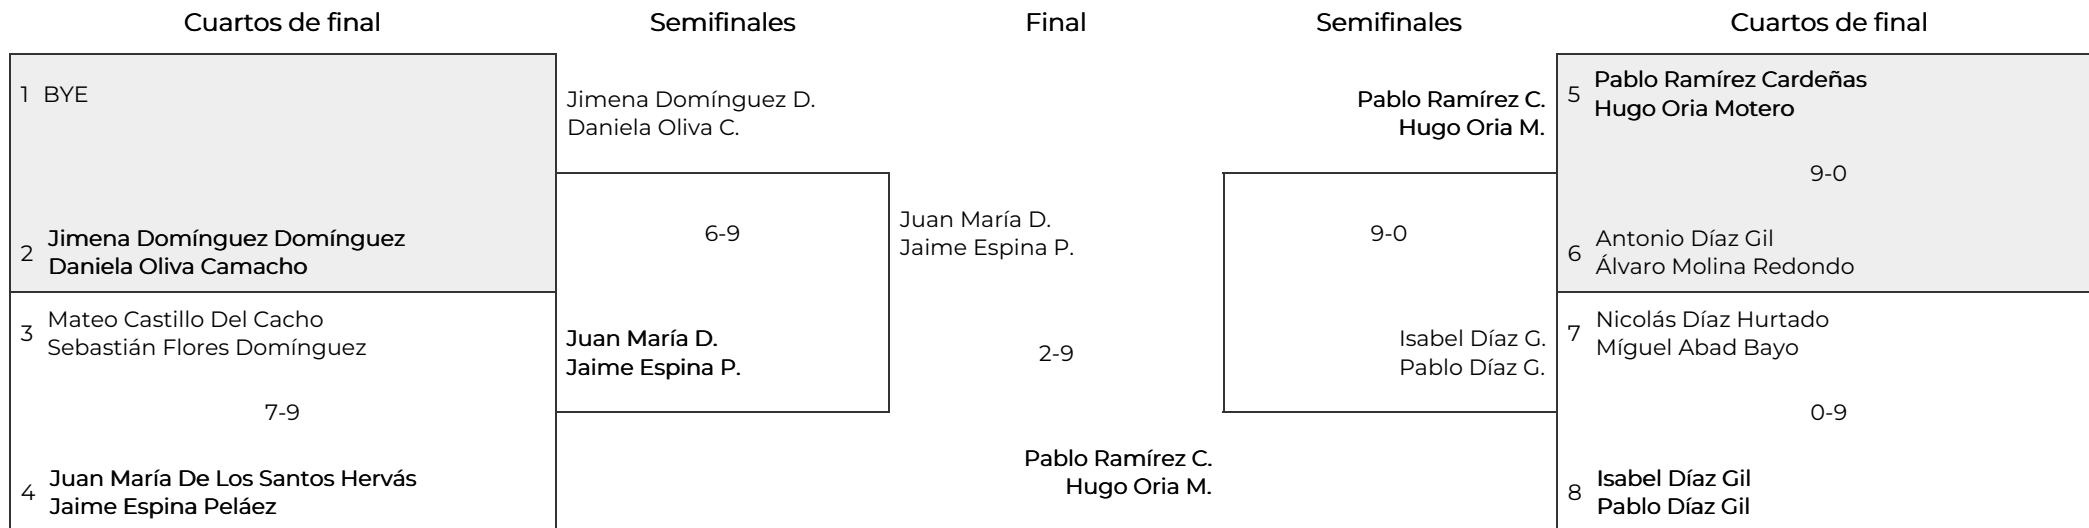 Cuartos de final
Semifinales
Final
Semifinales
Cuartos de final
1 BYE
2 Jimena Domínguez Domínguez
Daniela Oliva Camacho
3 Mateo Castillo Del Cacho
Sebastián Flores Domínguez
7-9
4 Juan María De Los Santos Hervás
Jaime Espina Peláez
Jimena Domínguez D.
Daniela Oliva C.
6-9
Juan María D.
Jaime Espina P.
Juan María D.
Jaime Espina P.
2-9
Pablo Ramírez C.
Hugo Oria M.
Pablo Ramírez C.
Hugo Oria M.
9-0
Isabel Díaz G.
Pablo Díaz G.
5 Pablo Ramírez Cardeñas
Hugo Oria Motero
9-0
6 Antonio Díaz Gil
Álvaro Molina Redondo
7 Nicolás Díaz Hurtado
Míguel Abad Bayo
0-9
8 Isabel Díaz Gil
Pablo Díaz Gil